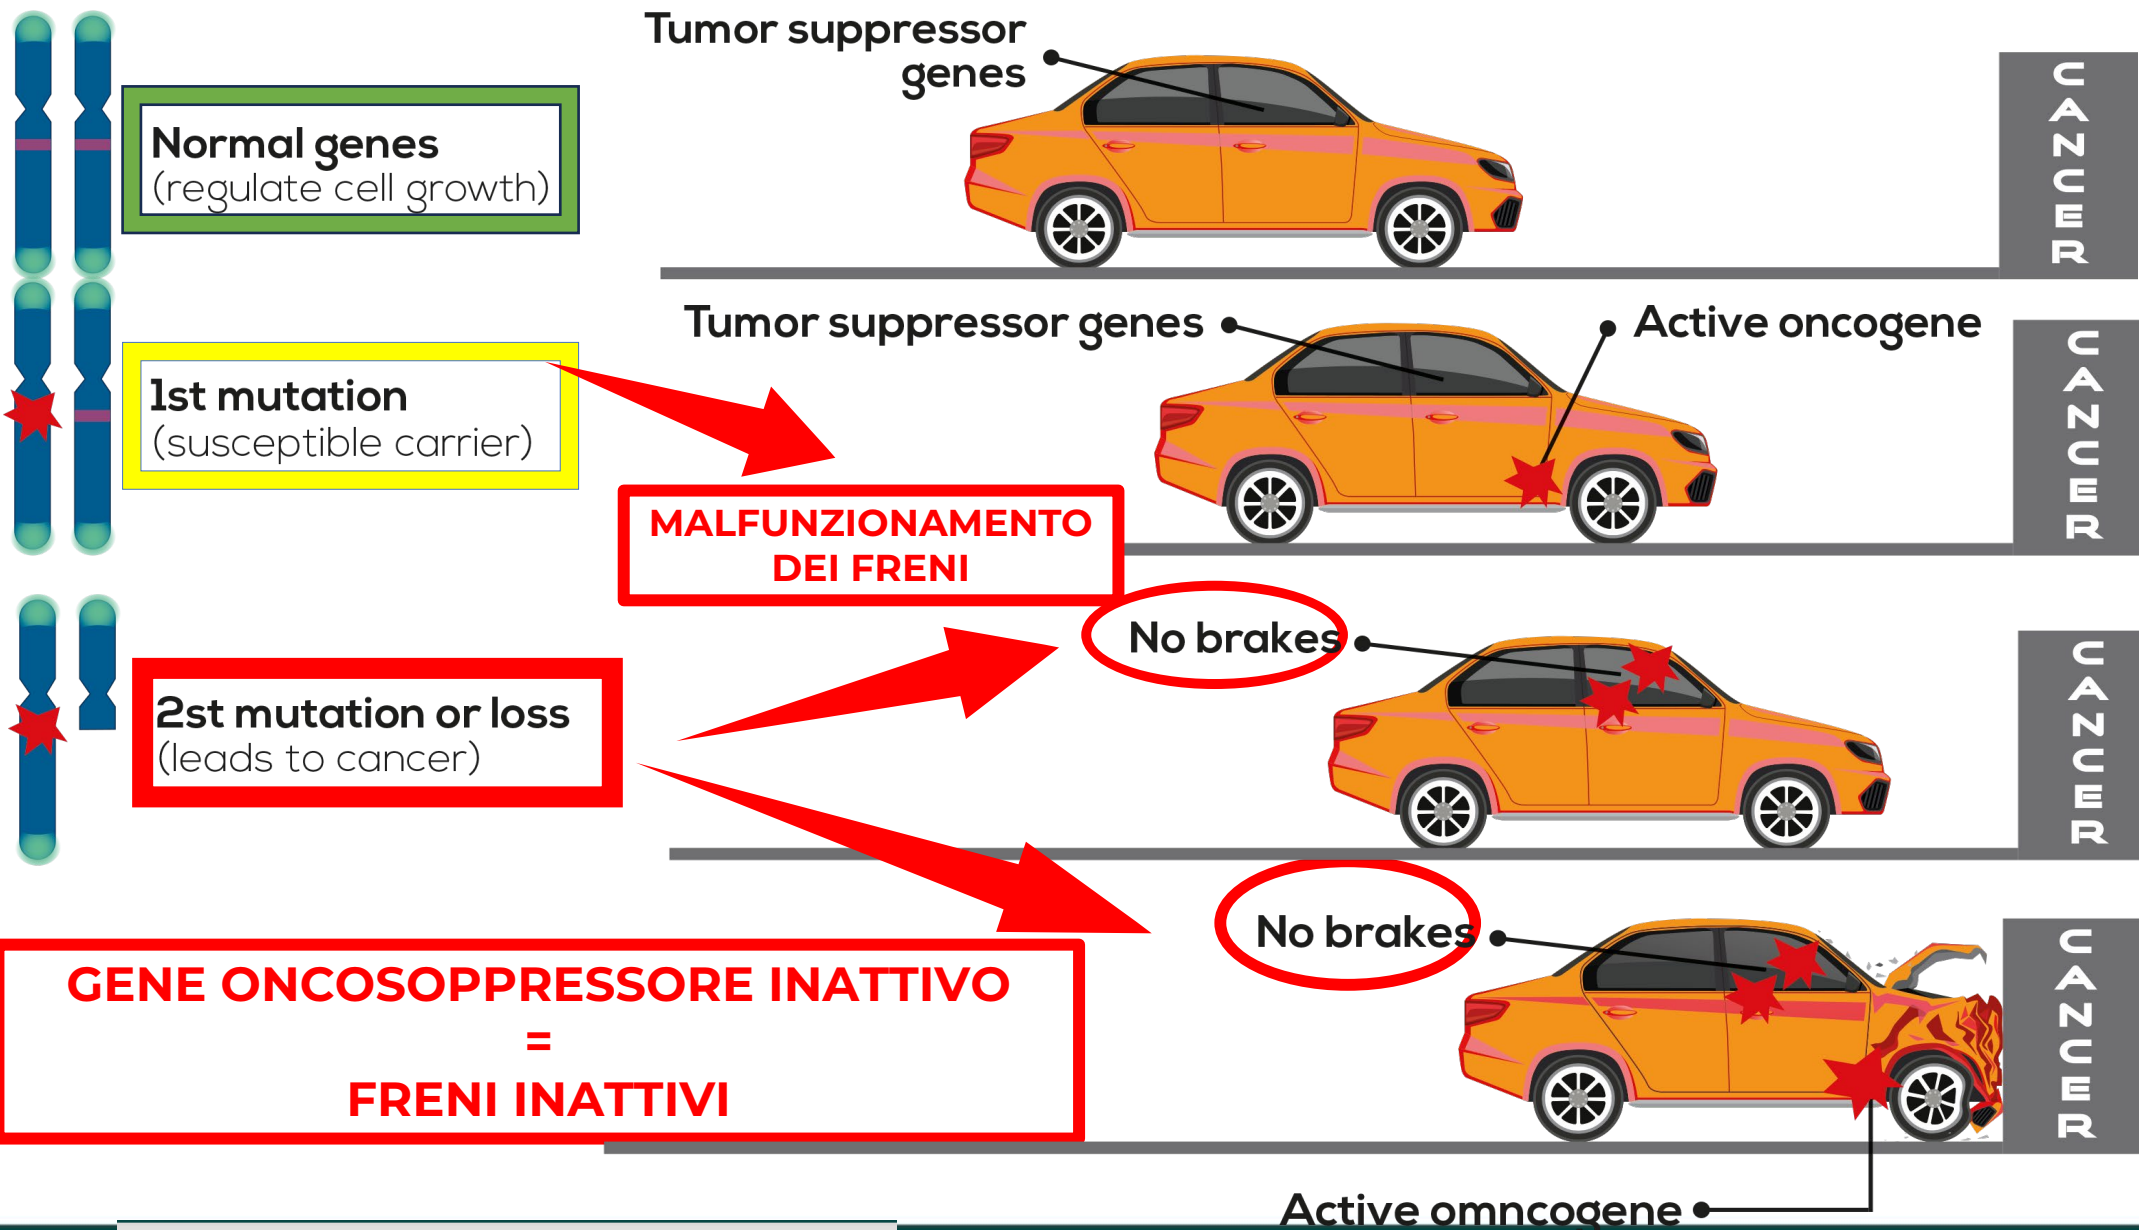 Tumor suppressor
genes
Normal genes
(regulate cell growth)
CANCER
Tumor suppressor genes
Active oncogene
1st mutation
(susceptible carrier)
CANCER
MALFUNZIONAMENTO
DEI FRENI
No brakes
2st mutation or loss
(leads to cancer)
CANCER
No brakes
GENE ONCOSOPPRESSORE INATTIVO
=
FRENI INATTIVI
CANCER
Active omncogene